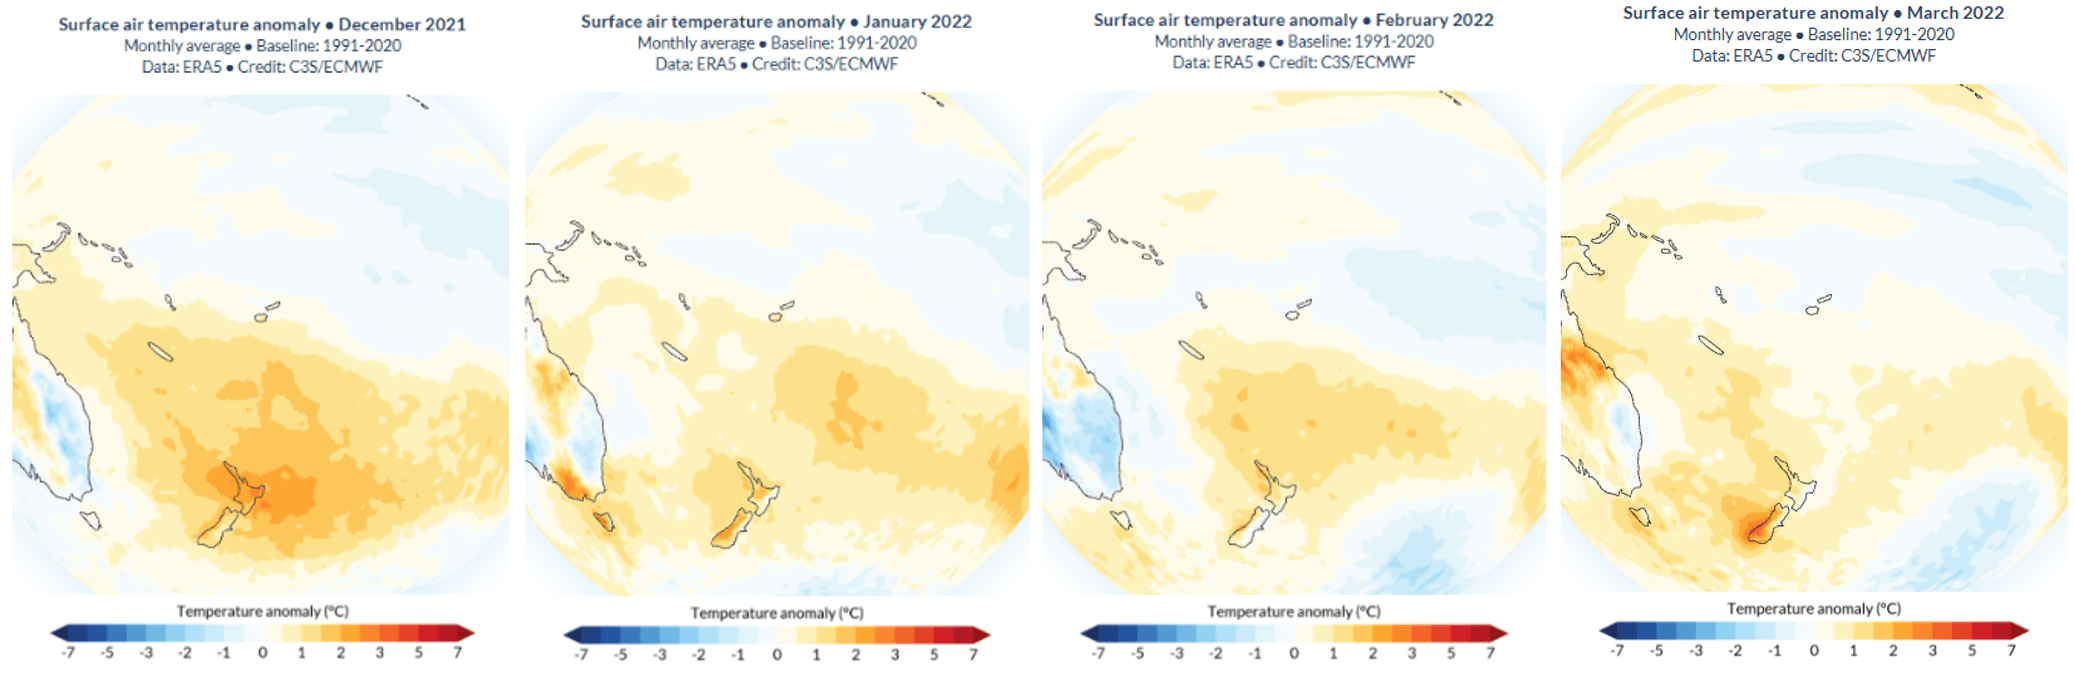 Surface air temperature anomaly • December 2021
Monthly average • Baseline: 1991-2020
Data: ERA5 • Credit: C3S/ECMWF
Temperature anomaly (°C)
-7 -5 -3 -2 -1 0 1 2 3 5 7
Surface air temperature anomaly • January 2022
Monthly average • Baseline: 1991-2020
Data: ERA5 • Credit: C3S/ECMWF
Temperature anomaly (°C)
-7 -5 -3 -2 -1 0 1 2 3 5 7
Surface air temperature anomaly • February 2022
Monthly average • Baseline: 1991-2020
Data: ERA5 • Credit: C3S/ECMWF
Temperature anomaly (°C)
-7 -5 -3 -2 -1 0 1 2 3 5 7
Surface air temperature anomaly • March 2022
Monthly average • Baseline: 1991-2020
Data: ERA5 • Credit: C3S/ECMWF
Temperature anomaly (°C)
-7 -5 -3 -2 -1 0 1 2 3 5 7